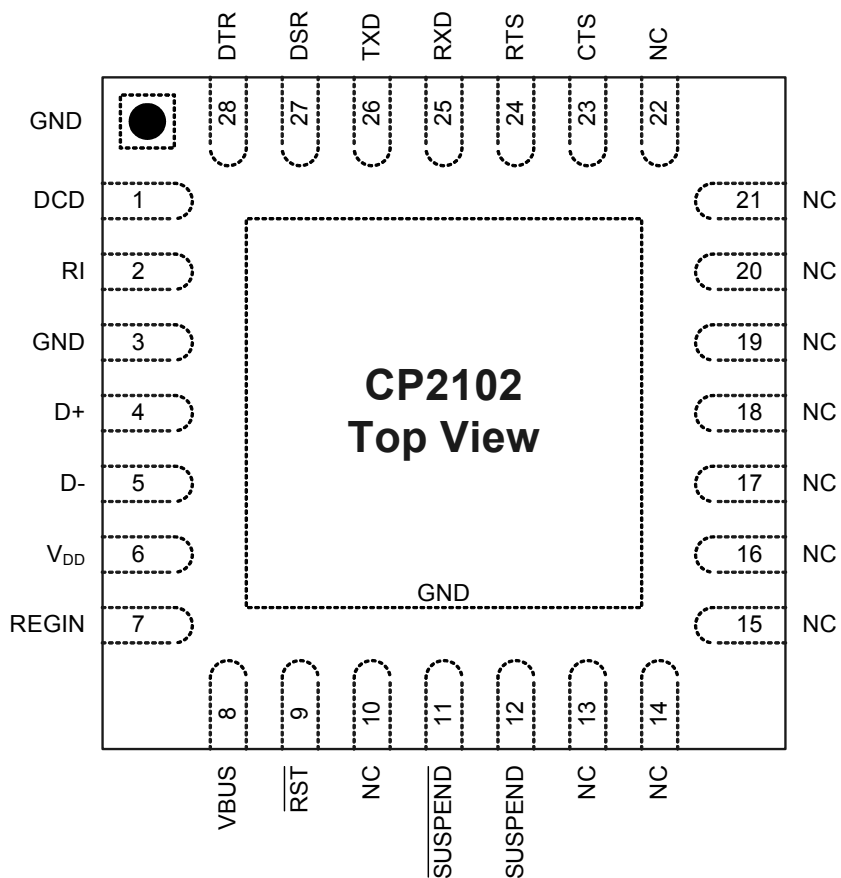 DTR
DSR
TXD
RXD
RTS
CTS
NC
28
27
26
25
24
23
22
GND
DCD 1
RI 2
GND 3
D+ 4
D- 5
VDD 6
REGIN 7
CP2102
Top View
GND
21 NC
20 NC
19 NC
18 NC
17 NC
16 NC
15 NC
8
9
10
11
12
13
14
VBUS
RST
NC
SUSPEND
SUSPEND
NC
NC